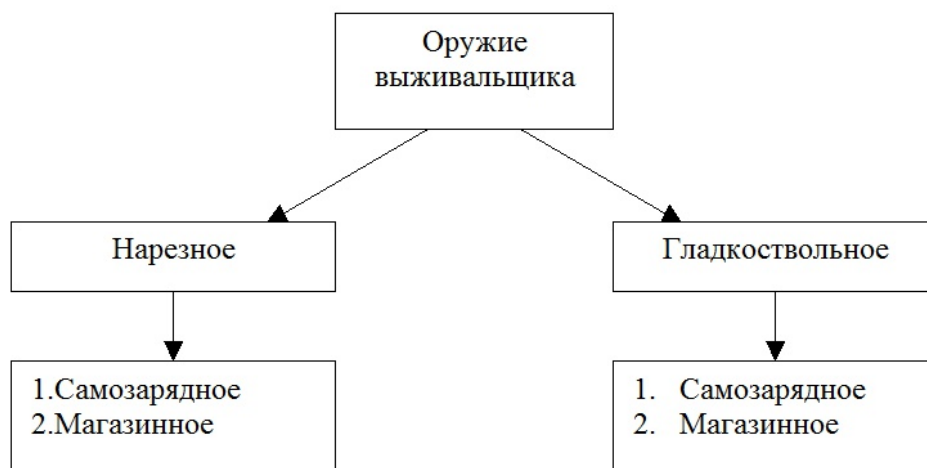 Оружие
выживальщика
Нарезное
Гладкоствольное
1.Самозарядное
2.Магазинное
1. Самозарядное
2. Магазинное